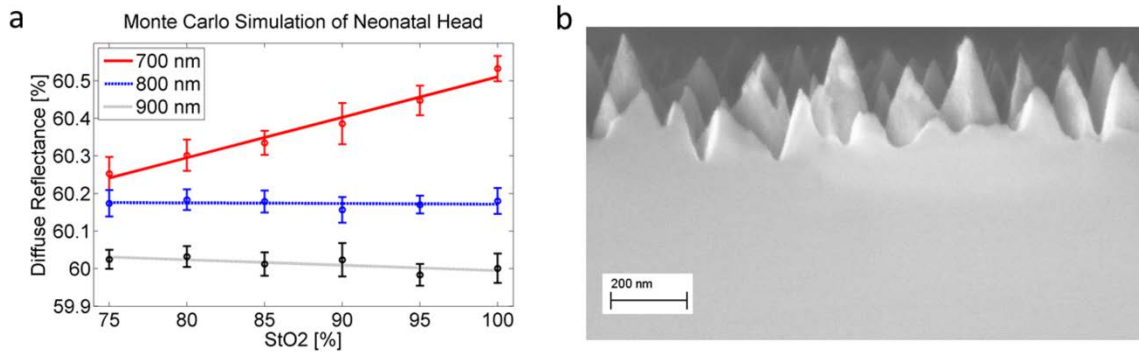 a
Monte Carlo Simulation of Neonatal Head
700 nm
800 nm
900 nm
60.5
60.4
60.3
60.2
60.1
60
59.9
Diffuse Reflectance [%]
75 80 85 90 95 100
StO2 [%]
b
200 nm